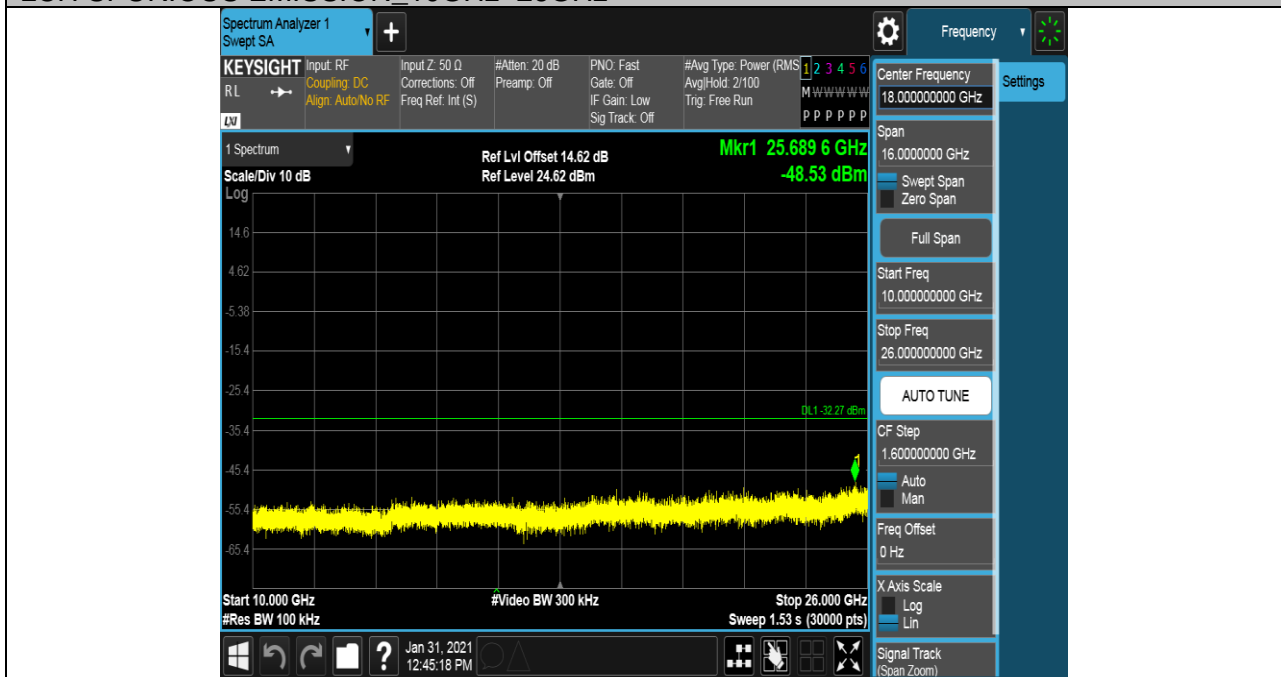 Spectrum Analyzer 1
Swept SA
+
Frequency
KEYSIGHT
RL
LXI
Input: RF
Coupling: DC
Align: Auto/No RF
Input Z: 50 Ω
Corrections: Off
Freq Ref: Int (S)
#Atten: 20 dB
Preamp: Off
PNO: Fast
Gate: Off
IF Gain: Low
Sig Track: Off
#Avg Type: Power (RMS
Avg|Hold: 2/100
Trig: Free Run
1 2 3 4 5 6
M W W W W W
P P P P P P
Center Frequency
18.000000000 GHz
Settings
Span
16.0000000 GHz
Swept Span
Zero Span
Full Span
Start Freq
10.000000000 GHz
Stop Freq
26.000000000 GHz
AUTO TUNE
CF Step
1.600000000 GHz
Auto
Man
Freq Offset
0 Hz
X Axis Scale
Log
Lin
Signal Track
(Span Zoom)
1 Spectrum
Scale/Div 10 dB
Ref Lvl Offset 14.62 dB
Ref Level 24.62 dBm
Mkr1 25.689 6 GHz
-48.53 dBm
Log
14.6
4.62
-5.38
-15.4
-25.4
DL1 -32.27 dBm
-35.4
1
-45.4
-55.4
-65.4
Start 10.000 GHz
#Video BW 300 kHz
Stop 26.000 GHz
#Res BW 100 kHz
Sweep 1.53 s (30000 pts)
?
Jan 31, 2021
12:45:18 PM